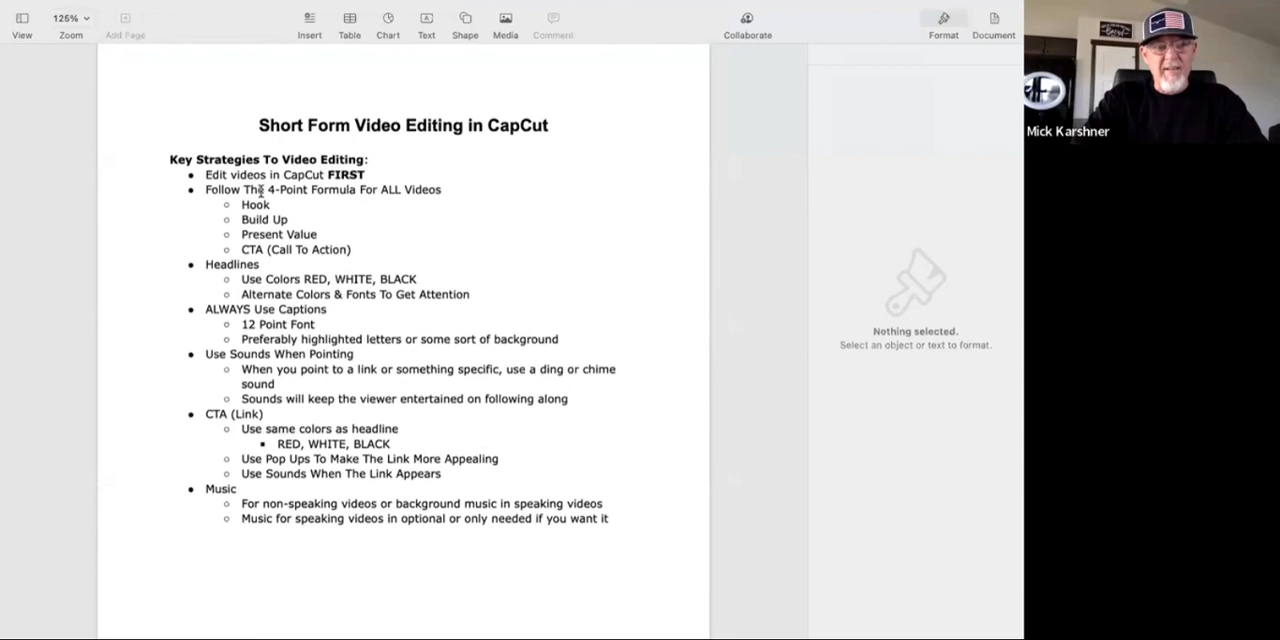 125%
View
Zoom
Add Page
Insert
Table
Chart
Text
Shape
Media
Comment
Collaborate
Format
Document
Mick Karshner
Short Form Video Editing in CapCut
Key Strategies To Video Editing:
• Edit videos in CapCut FIRST
• Follow The 4-Point Formula For ALL Videos
○ Hook
○ Build Up
○ Present Value
○ CTA (Call To Action)
• Headlines
○ Use Colors RED, WHITE, BLACK
○ Alternate Colors & Fonts To Get Attention
• ALWAYS Use Captions
○ 12 Point Font
○ Preferably highlighted letters or some sort of background
• Use Sounds When Pointing
○ When you point to a link or something specific, use a ding or chime
sound
○ Sounds will keep the viewer entertained on following along
• CTA (Link)
○ Use same colors as headline
▪ RED, WHITE, BLACK
○ Use Pop Ups To Make The Link More Appealing
○ Use Sounds When The Link Appears
• Music
○ For non-speaking videos or background music in speaking videos
○ Music for speaking videos in optional or only needed if you want it
Nothing selected.
Select an object or text to format.